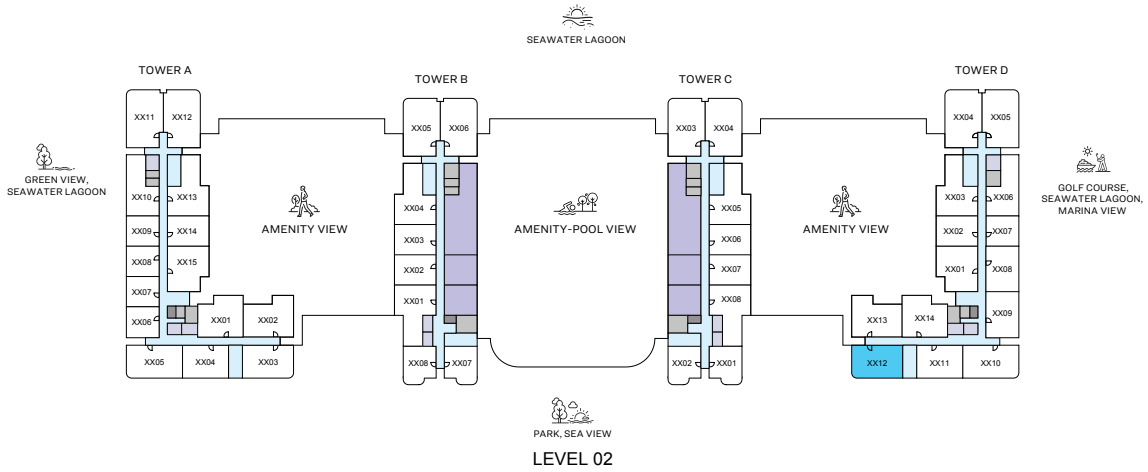 SEAWATER LAGOON
TOWER A
TOWER B
TOWER C
TOWER D
XX11
XX12
XX05
XX06
XX03
XX04
XX04
XX05
GREEN VIEW,
SEAWATER LAGOON
XX10
XX13
XX09
XX14
XX08
XX15
XX07
XX06
XX01
XX02
XX05
XX04
XX03
AMENITY VIEW
XX04
XX03
XX02
XX01
XX08
XX07
AMENITY-POOL VIEW
XX05
XX06
XX07
XX08
XX02
XX01
AMENITY VIEW
XX03
XX06
XX02
XX07
XX01
XX08
XX09
XX13
XX14
XX12
XX11
XX10
GOLF COURSE,
SEAWATER LAGOON,
MARINA VIEW
PARK, SEA VIEW
LEVEL 02